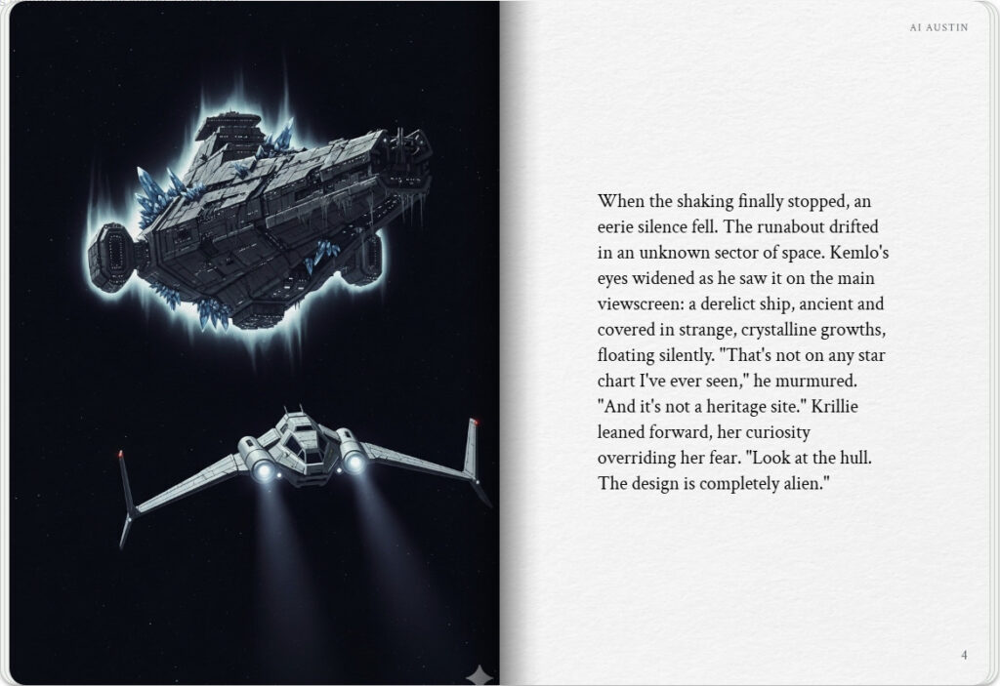 AI AUSTIN
When the shaking finally stopped, an
eerie silence fell. The runabout drifted
in an unknown sector of space. Kemlo's
eyes widened as he saw it on the main
viewscreen: a derelict ship, ancient and
covered in strange, crystalline growths,
floating silently. "That's not on any star
chart I've ever seen," he murmured.
"And it's not a heritage site." Krillie
leaned forward, her curiosity
overriding her fear. "Look at the hull.
The design is completely alien."
4